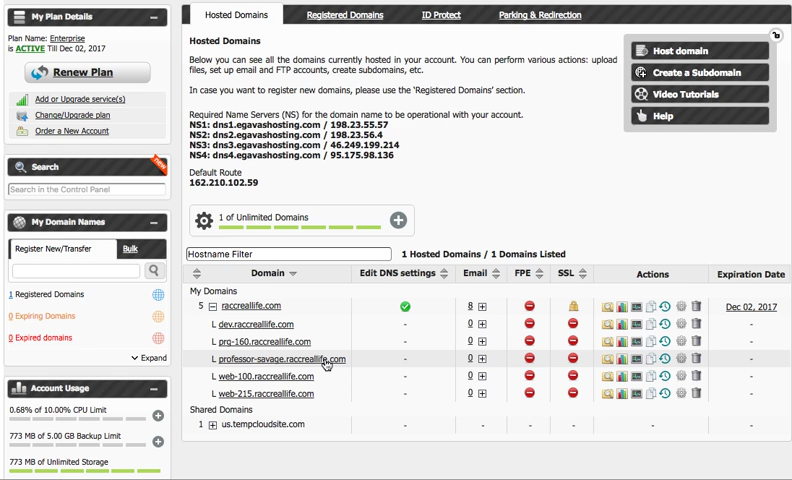 My Plan Details
Plan Name: Enterprise
is ACTIVE Till Dec 02, 2017
Renew Plan
Add or Upgrade service(s)
Change/Upgrade plan
Order a New Account
Search
new
Search in the Control Panel
My Domain Names
Register New/Transfer
Bulk
1 Registered Domains
0 Expiring Domains
0 Expired domains
Expand
Account Usage
0.68% of 10.00% CPU Limit
773 MB of 5.00 GB Backup Limit
773 MB of Unlimited Storage
Hosted Domains
Registered Domains
ID Protect
Parking & Redirection
Hosted Domains
Below you can see all the domains currently hosted in your account. You can perform various actions: upload
files, set up email and FTP accounts, create subdomains, etc.
In case you want to register new domains, please use the 'Registered Domains' section.
Required Name Servers (NS) for the domain name to be operational with your account.
NS1: dns1.egavashosting.com / 198.23.55.57
NS2: dns2.egavashosting.com / 198.23.56.4
NS3: dns3.egavashosting.com / 46.249.199.214
NS4: dns4.egavashosting.com / 95.175.98.136
Default Route
162.210.102.59
Host domain
Create a Subdomain
Video Tutorials
Help
1 of Unlimited Domains
Hostname Filter
1 Hosted Domains / 1 Domains Listed
Domain Edit DNS settings Email FPE SSL Actions Expiration Date
My Domains
5 raccreallife.com 8 Dec 02, 2017
L dev.raccreallife.com - 0 -
L prg-160.raccreallife.com - 0 -
L professor-savage.raccreallife.com - 0 -
L web-100.raccreallife.com - 0 -
L web-215.raccreallife.com - 0 -
Shared Domains
1 us.tempcloudsite.com - - - - - -